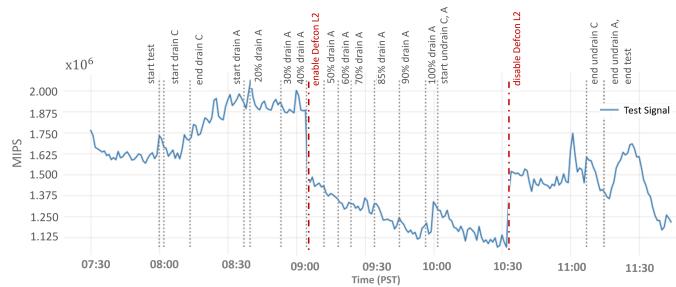 start test
start drain C
end drain C
start drain A
20% drain A
30% drain A
40% drain A
enable Defcon L2
50% drain A
60% drain A
70% drain A
85% drain A
90% drain A
100% drain A
start undrain C, A
disable Defcon L2
end undrain C
end undrain A,
end test
x10⁶
MIPS
2.000
1.875
1.750
1.625
1.500
1.375
1.250
1.125
Test Signal
07:30
08:00
08:30
09:00
09:30
10:00
10:30
11:00
11:30
Time (PST)